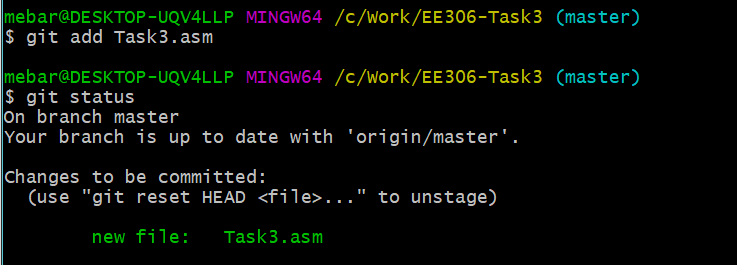 mebar@DESKTOP-UQV4LLP MINGW64 /c/Work/EE306-Task3 (master)
$ git add Task3.asm
mebar@DESKTOP-UQV4LLP MINGW64 /c/Work/EE306-Task3 (master)
$ git status
On branch master
Your branch is up to date with 'origin/master'.
Changes to be committed:
(use "git reset HEAD <file>..." to unstage)
new file: Task3.asm